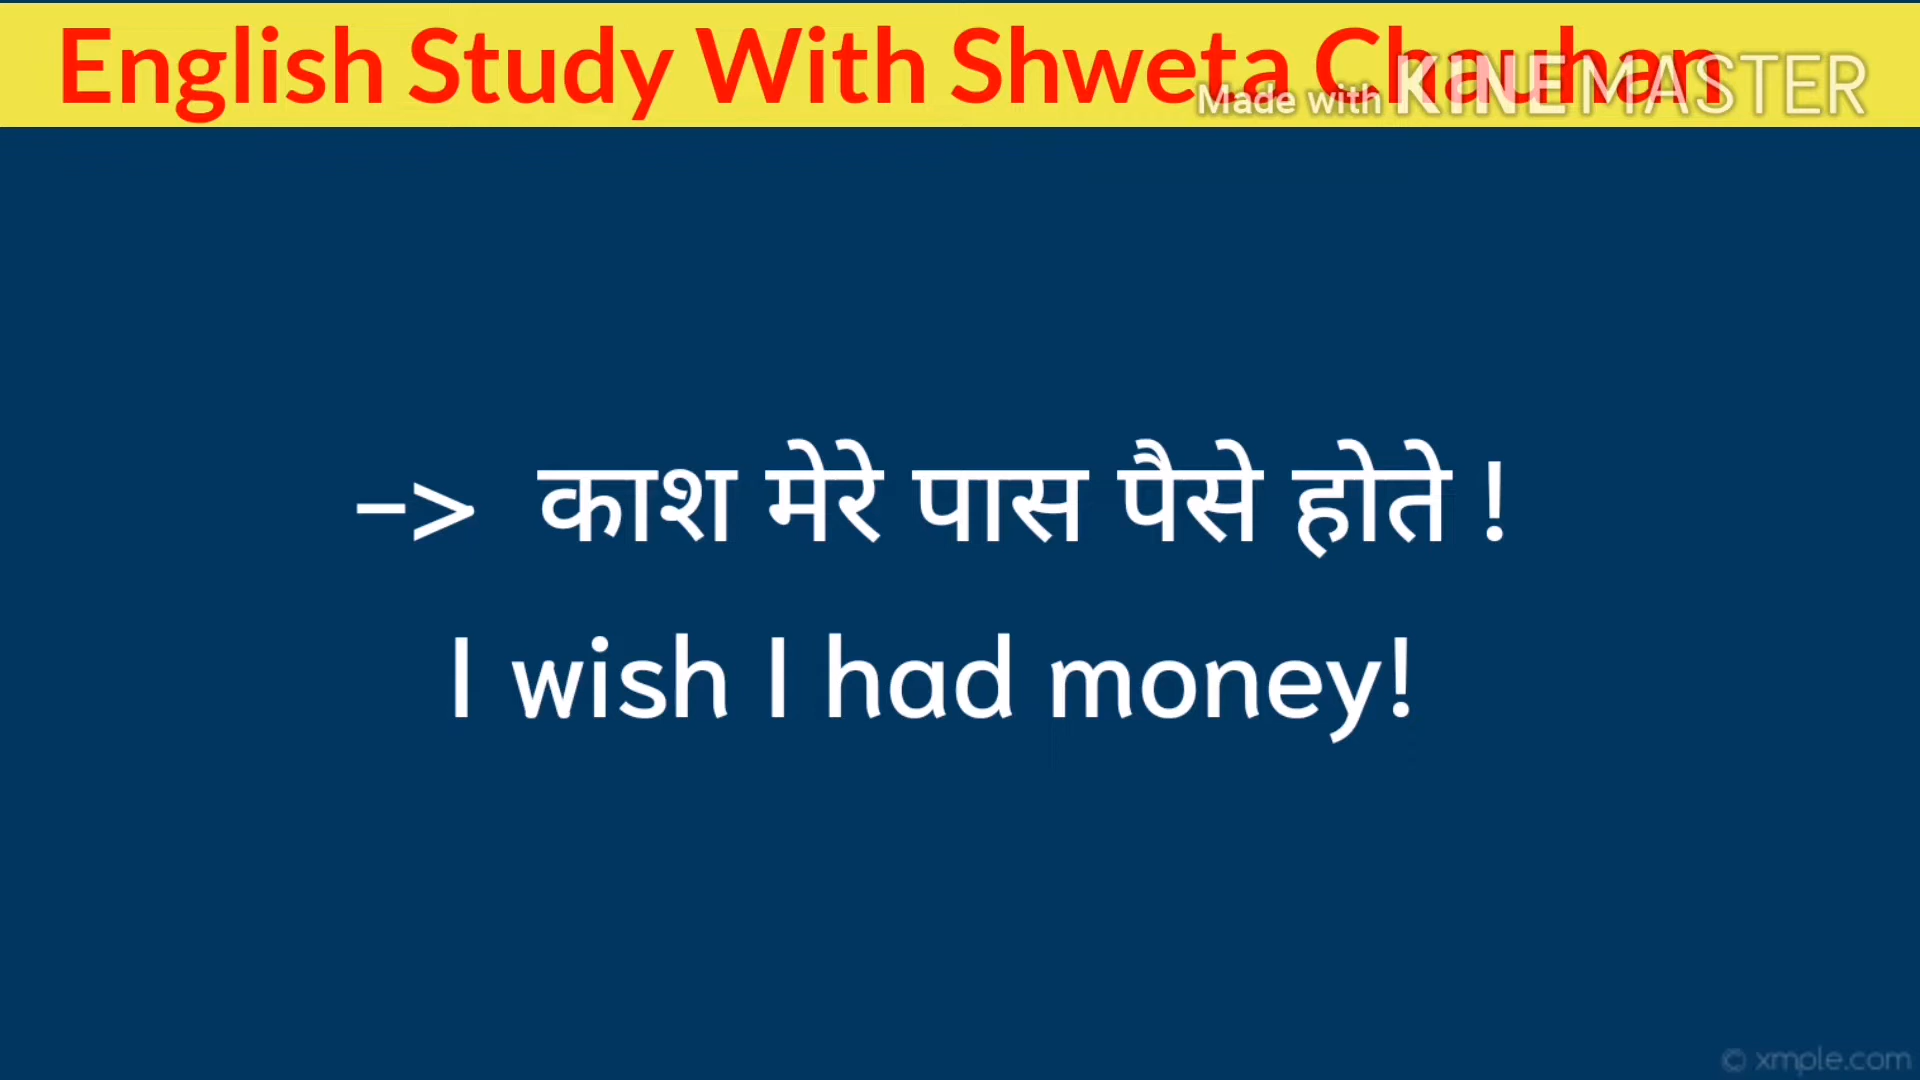 English Study With Shweta Chauhan
Made with KINEMASTER
-> काश मेरे पास पैसे होते !
I wish I had money!
© xmple.com